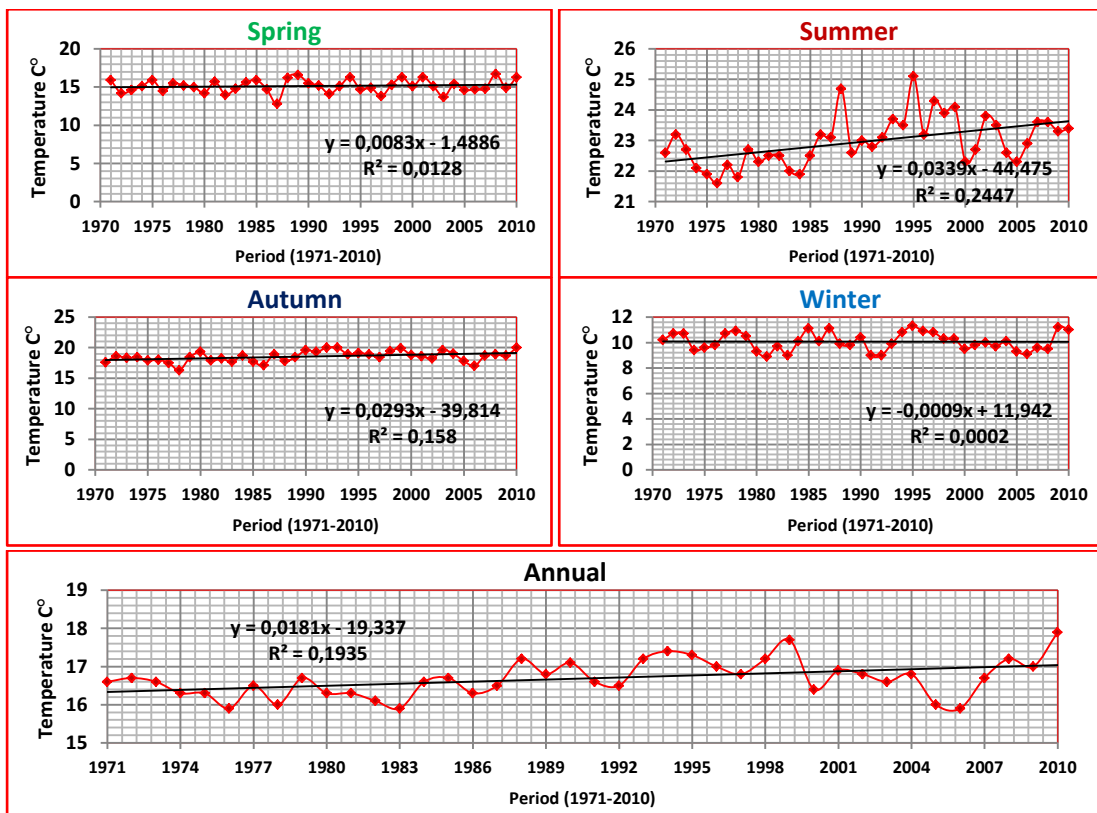 Spring
20
15
10
5
0
Temperature C°
y = 0,0083x - 1,4886
R² = 0,0128
1970 1975 1980 1985 1990 1995 2000 2005 2010
Period (1971-2010)
Summer
26
25
24
23
22
21
Temperature C°
y = 0,0339x - 44,475
R² = 0,2447
1970 1975 1980 1985 1990 1995 2000 2005 2010
Period (1971-2010)
Autumn
25
20
15
10
5
0
Temperature C°
y = 0,0293x - 39,814
R² = 0,158
1970 1975 1980 1985 1990 1995 2000 2005 2010
Period (1971-2010)
Winter
12
10
8
6
4
2
0
Temperature C°
y = -0,0009x + 11,942
R² = 0,0002
1970 1975 1980 1985 1990 1995 2000 2005 2010
Period (1971-2010)
Annual
19
18
17
16
15
Temperature C°
y = 0,0181x - 19,337
R² = 0,1935
1971 1974 1977 1980 1983 1986 1989 1992 1995 1998 2001 2004 2007 2010
Period (1971-2010)